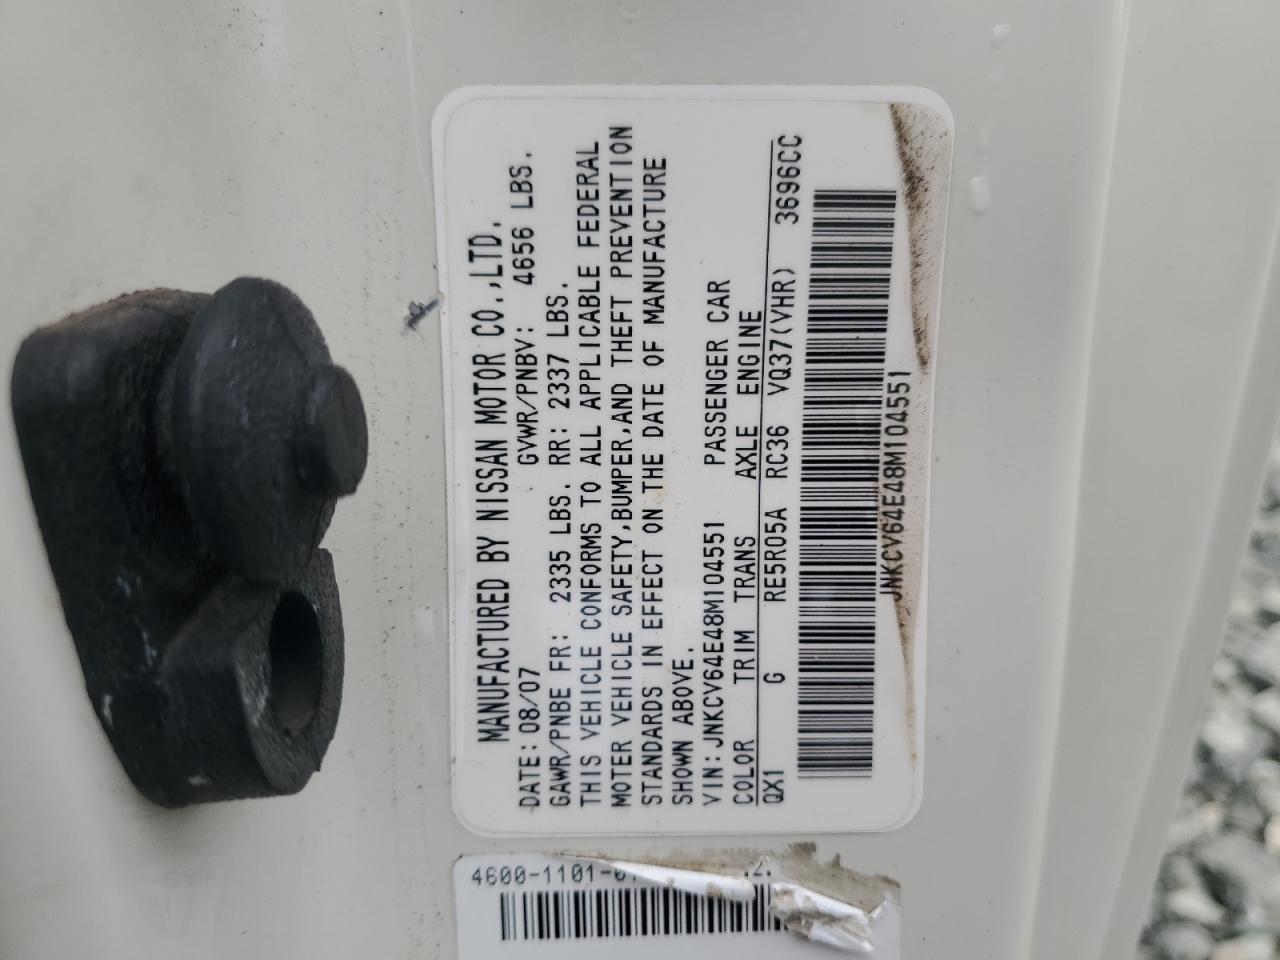 MANUFACTURED BY NISSAN MOTOR CO.,LTD.
DATE: 08/07 GVWR/PNBV: 4656 LBS.
GAWR/PNBE FR: 2335 LBS. RR: 2337 LBS.
THIS VEHICLE CONFORMS TO ALL APPLICABLE FEDERAL
MOTER VEHICLE SAFETY,BUMPER,AND THEFT PREVENTION
STANDARDS IN EFFECT ON THE DATE OF MANUFACTURE
SHOWN ABOVE.
VIN: JNKCV64E48M104551 PASSENGER CAR
COLOR TRIM TRANS AXLE ENGINE
QX1 G RE5R05A RC36 VQ37(VHR) 3696CC
JNKCV64E48M104551
4600-1101-